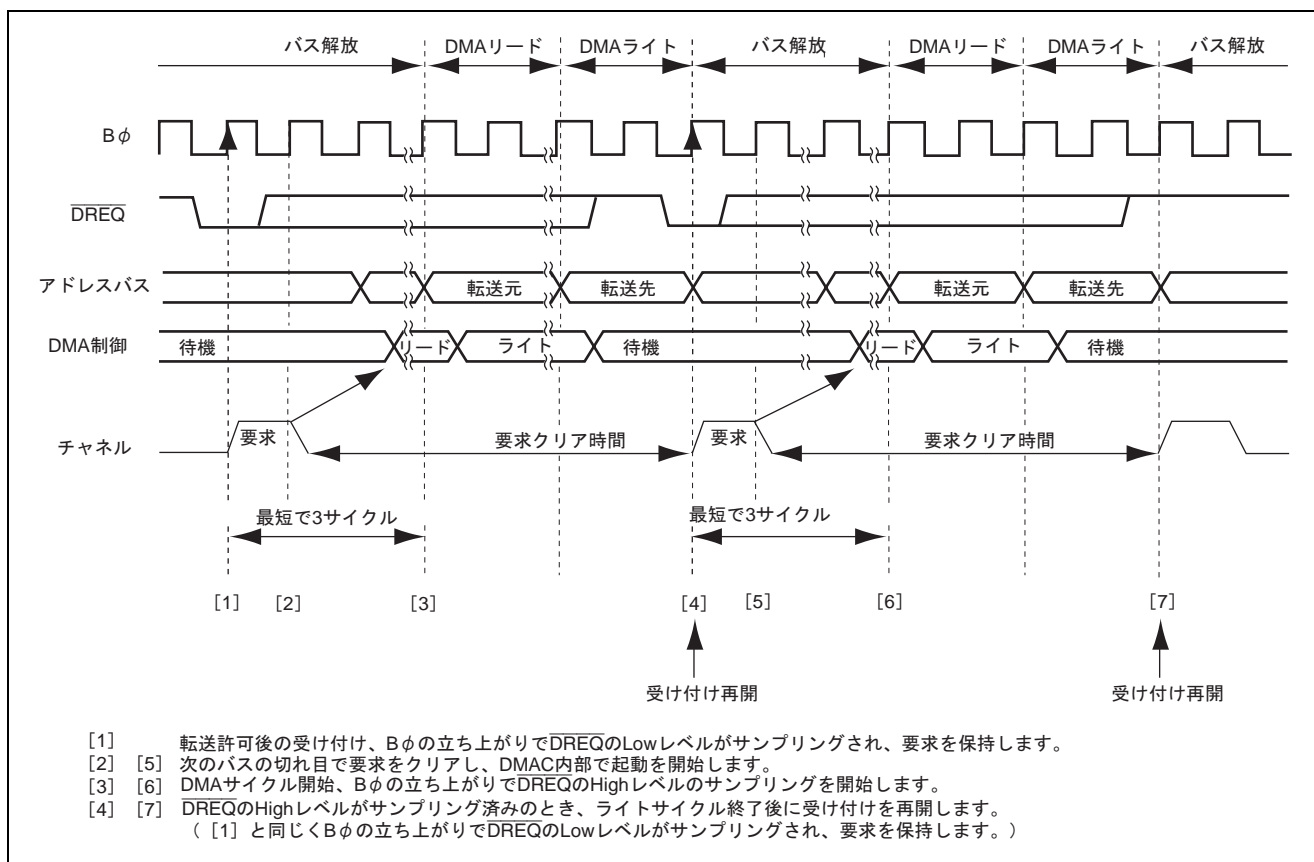 バス解放 DMAリード DMAライト バス解放 DMAリード DMAライト バス解放
Bφ
DREQ
アドレスバス 転送元 転送先 転送元 転送先
DMA制御 待機 リード ライト 待機 リード ライト 待機
チャネル 要求 要求クリア時間 要求 要求クリア時間
最短で3サイクル 最短で3サイクル
[1] [2] [3] [4] [5] [6] [7]
受け付け再開 受け付け再開
[1] 転送許可後の受け付け、Bφの立ち上がりでDREQのLowレベルがサンプリングされ、要求を保持します。
[2] [5] 次のバスの切れ目で要求をクリアし、DMAC内部で起動を開始します。
[3] [6] DMAサイクル開始、Bφの立ち上がりでDREQのHighレベルのサンプリングを開始します。
[4] [7] DREQのHighレベルがサンプリング済みのとき、ライトサイクル終了後に受け付けを再開します。
([1]と同じくBφの立ち上がりでDREQのLowレベルがサンプリングされ、要求を保持します。)